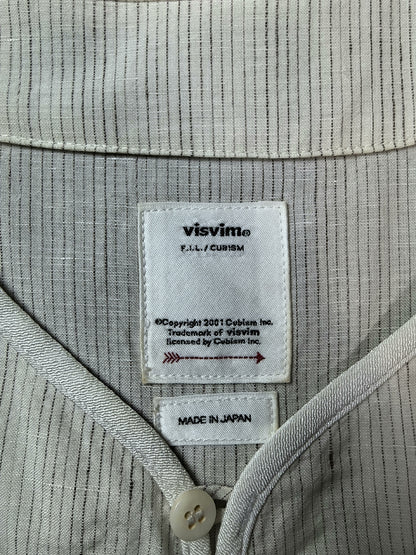 visvim®
F.I.L. / CUBISM
©Copyright 2001 Cubism Inc.
Trademark of visvim
licensed by Cubism Inc.
MADE IN JAPAN